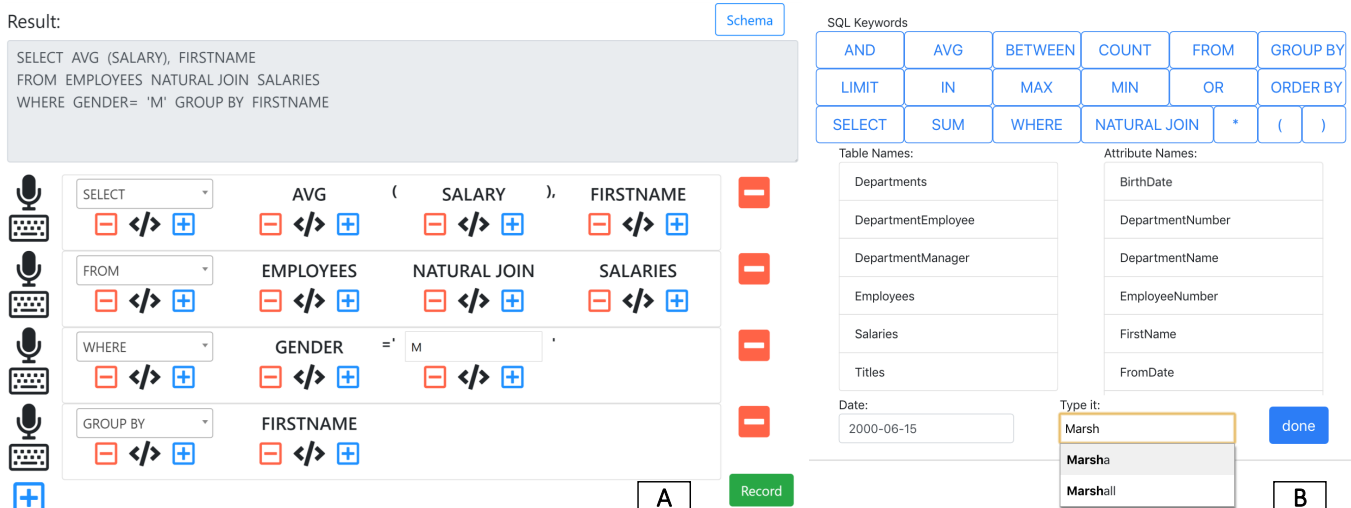 Result:
Schema
SELECT AVG (SALARY), FIRSTNAME
FROM EMPLOYEES NATURAL JOIN SALARIES
WHERE GENDER= 'M' GROUP BY FIRSTNAME
SELECT AVG ( SALARY ), FIRSTNAME
</>  </>  </>  </>
FROM EMPLOYEES NATURAL JOIN SALARIES
</>  </>  </>  </>
WHERE GENDER =' M '
</>  </>  </>
GROUP BY FIRSTNAME
</>  </>
A
Record
SQL Keywords
AND AVG BETWEEN COUNT FROM GROUP BY
LIMIT IN MAX MIN OR ORDER BY
SELECT SUM WHERE NATURAL JOIN * ( )
Table Names:
Departments
DepartmentEmployee
DepartmentManager
Employees
Salaries
Titles
Attribute Names:
BirthDate
DepartmentNumber
DepartmentName
EmployeeNumber
FirstName
FromDate
Date:
2000-06-15
Type it:
Marsh
done
Marsha
Marshall
B